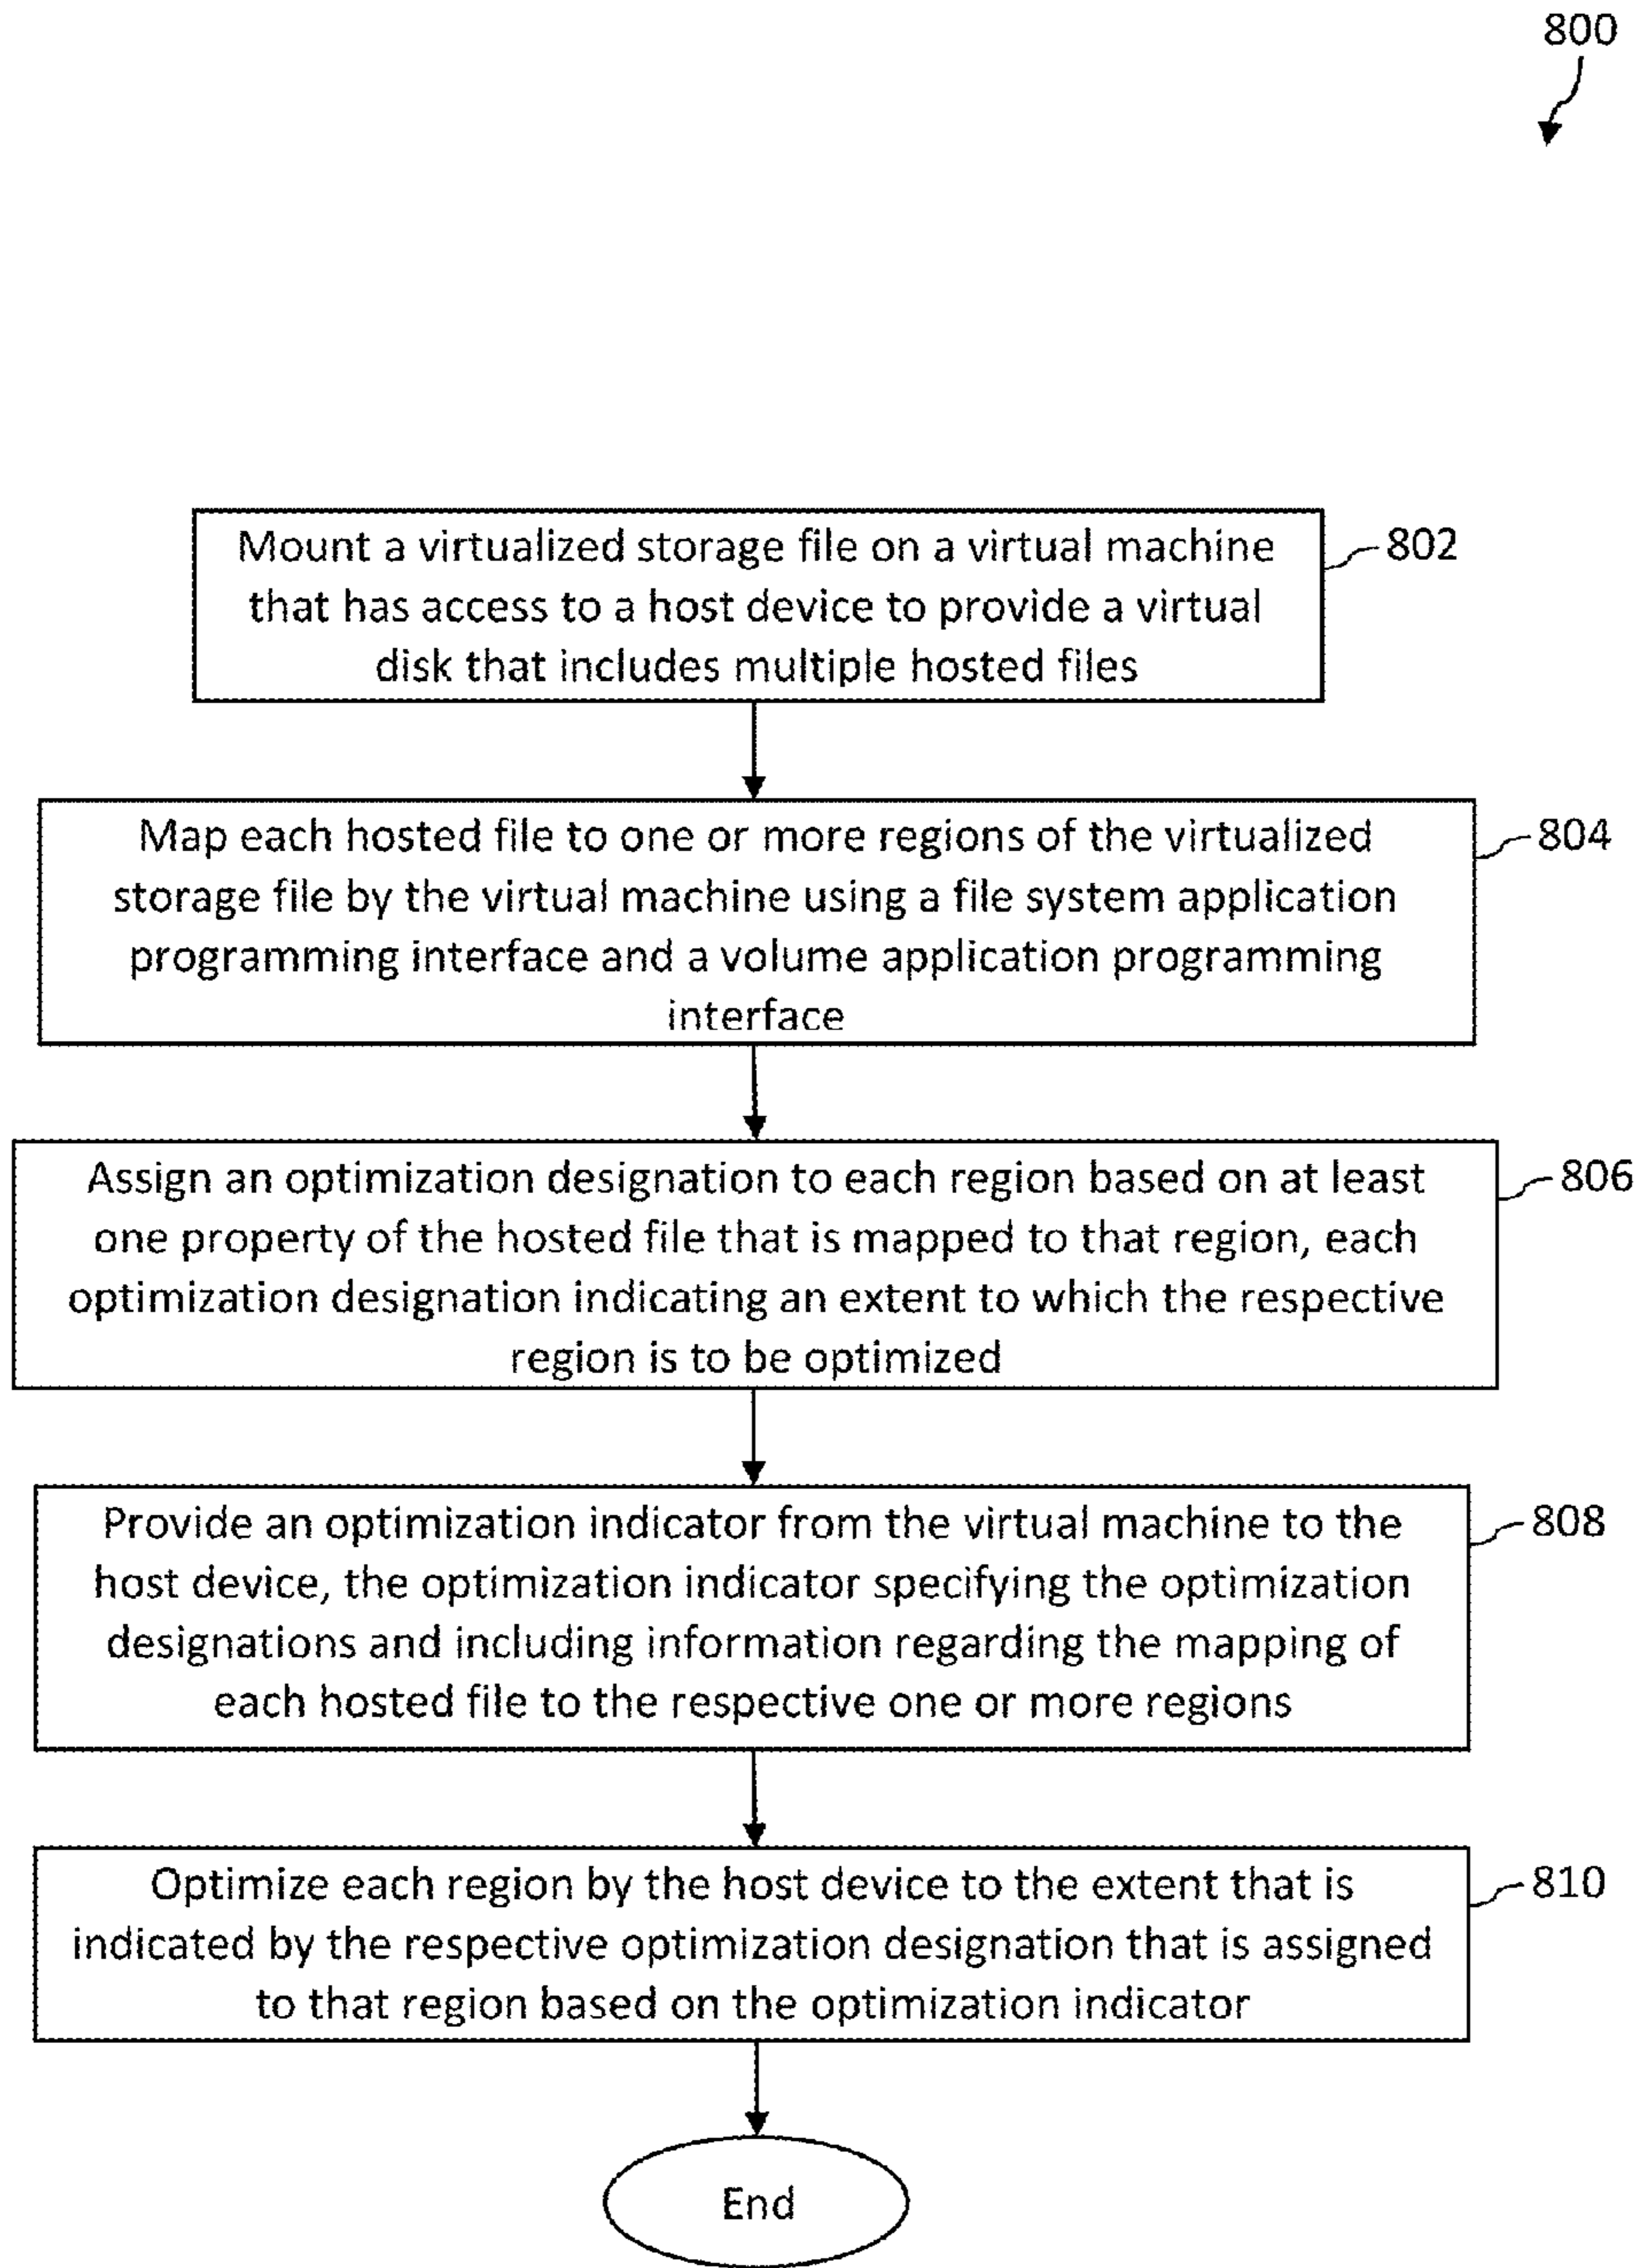 800
Mount a virtualized storage file on a virtual machine
that has access to a host device to provide a virtual
disk that includes multiple hosted files
802
Map each hosted file to one or more regions of the virtualized
storage file by the virtual machine using a file system application
programming interface and a volume application programming
interface
804
Assign an optimization designation to each region based on at least
one property of the hosted file that is mapped to that region, each
optimization designation indicating an extent to which the respective
region is to be optimized
806
Provide an optimization indicator from the virtual machine to the
host device, the optimization indicator specifying the optimization
designations and including information regarding the mapping of
each hosted file to the respective one or more regions
808
Optimize each region by the host device to the extent that is
indicated by the respective optimization designation that is assigned
to that region based on the optimization indicator
810
End